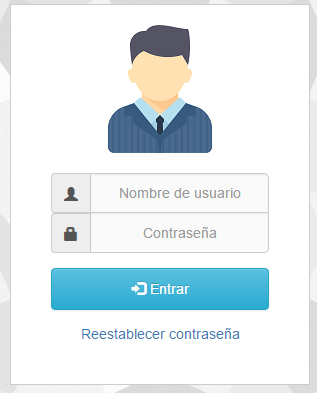 Nombre de usuario
Contraseña
Entrar
Reestablecer contraseña